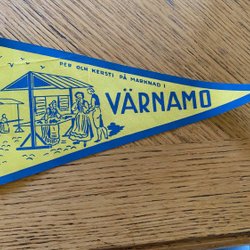 PER OCH KERSTI PÅ MARKNAD I
VÄRNAMO